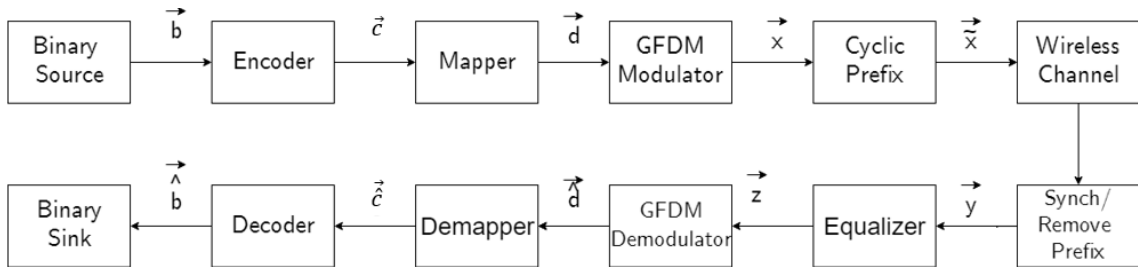 b⃗ c⃗ d⃗ x⃗ x̃⃗
Binary Source Encoder Mapper GFDM Modulator Cyclic Prefix Wireless Channel
b̂⃗ ĉ⃗ d̂⃗ z⃗ y⃗
Binary Sink Decoder Demapper GFDM Demodulator Equalizer Synch/ Remove Prefix